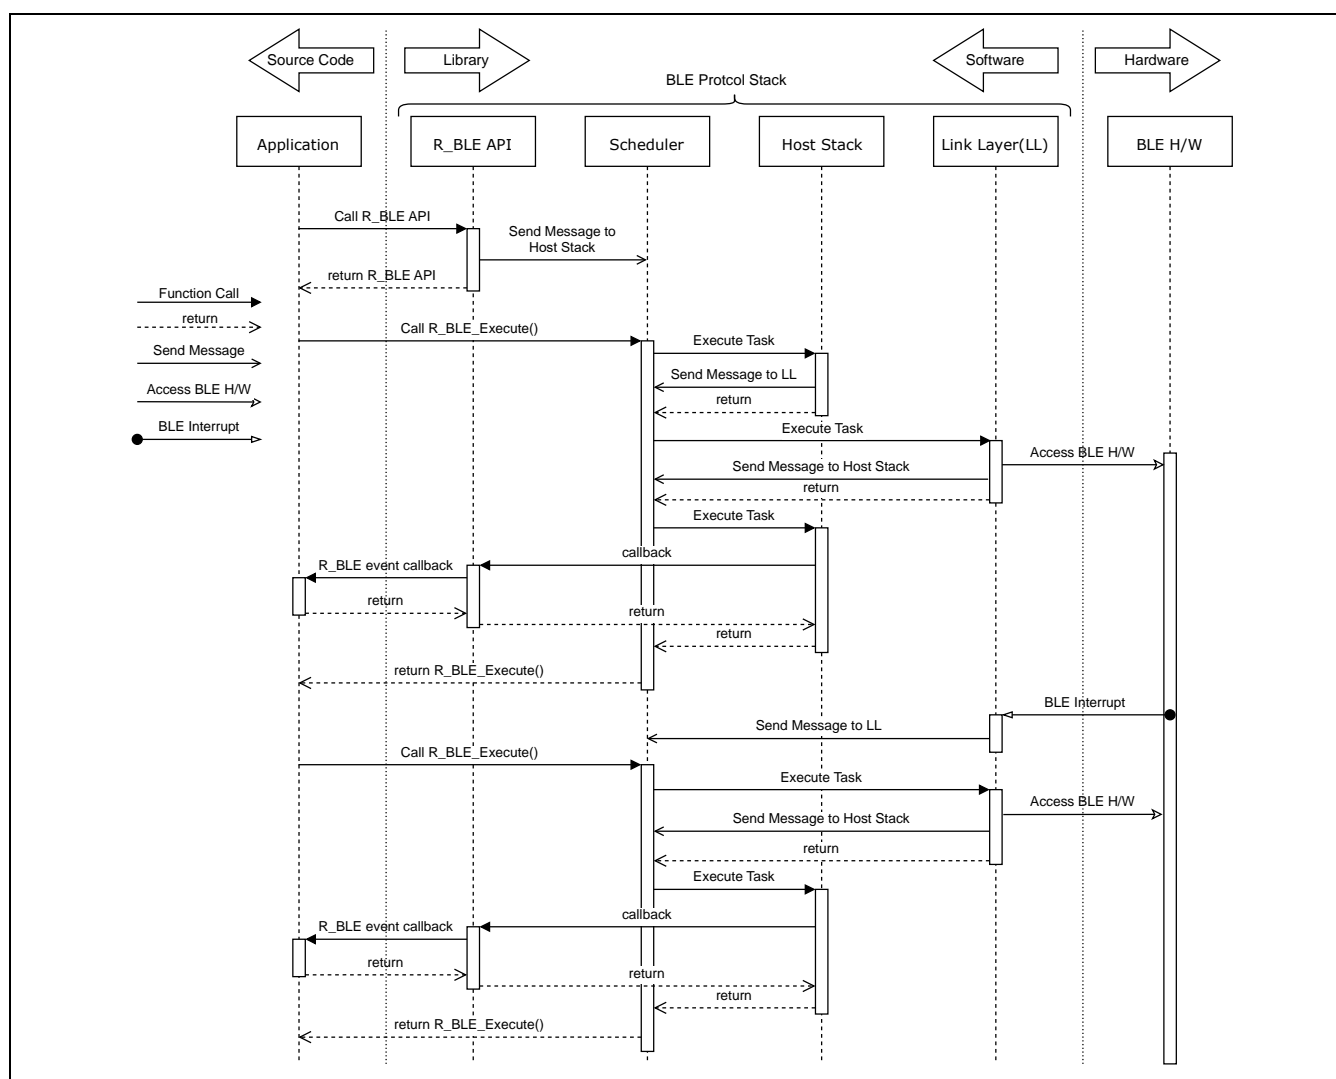 Source Code
Library
Software
Hardware
BLE Protcol Stack
Application
R_BLE API
Scheduler
Host Stack
Link Layer(LL)
BLE H/W
Call R_BLE API
Send Message to
Host Stack
return R_BLE API
Function Call
return
Send Message
Access BLE H/W
BLE Interrupt
Call R_BLE_Execute()
Execute Task
Send Message to LL
return
Execute Task
Access BLE H/W
Send Message to Host Stack
return
Execute Task
callback
R_BLE event callback
return
return
return
return R_BLE_Execute()
BLE Interrupt
Send Message to LL
Call R_BLE_Execute()
Execute Task
Access BLE H/W
Send Message to Host Stack
return
Execute Task
callback
R_BLE event callback
return
return
return
return R_BLE_Execute()